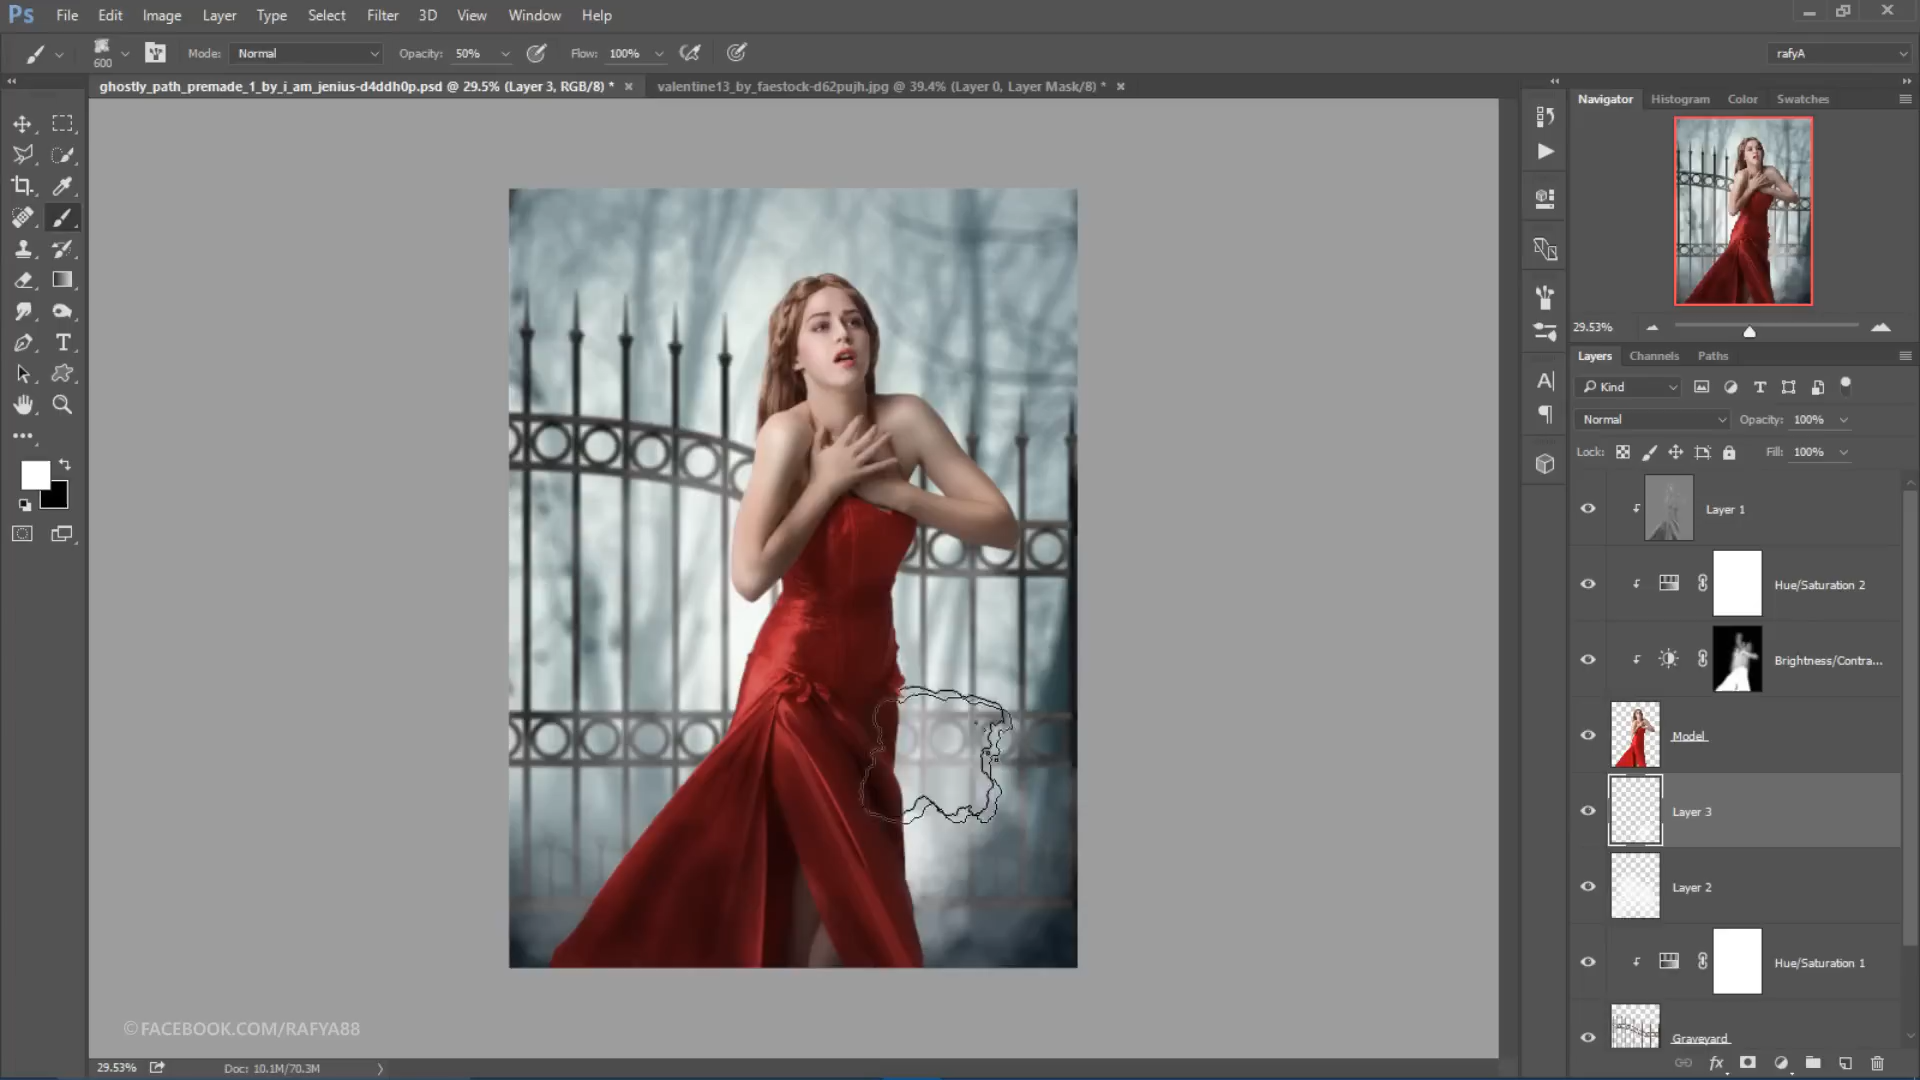 Ps File Edit Image Layer Type Select Filter 3D View Window Help
600 Mode: Normal Opacity: 50% Flow: 100% rafyA
ghostly_path_premade_1_by_i_am_jenius-d4ddh0p.psd @ 29.5% (Layer 3, RGB/8) * × valentine13_by_faestock-d62pujh.jpg @ 39.4% (Layer 0, Layer Mask/8) * ×
Navigator Histogram Color Swatches
29.53%
Layers Channels Paths
Kind
Normal Opacity: 100%
Lock: Fill: 100%
Layer 1
Hue/Saturation 2
Brightness/Contra...
Model
Layer 3
Layer 2
Hue/Saturation 1
Graveyard
©FACEBOOK.COM/RAFYA88
29.53% Doc: 10.1M/70.3M